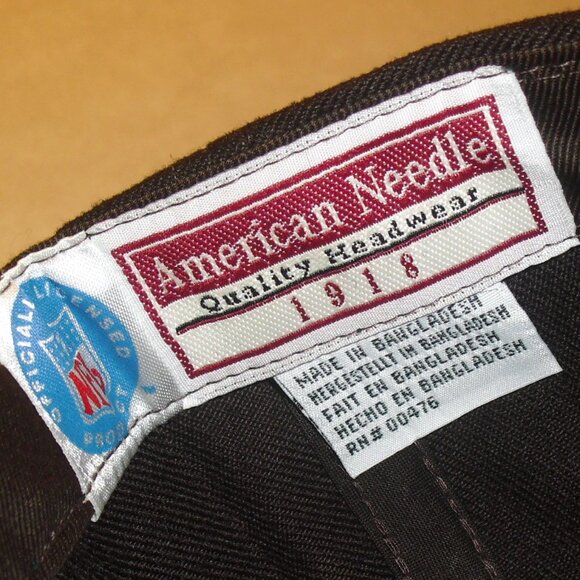 American Needle
Quality Headwear
1918
OFFICIALLY LICENSED
PRODUCT
NFL
MADE IN BANGLADESH
HERGESTELLT IN BANGLADESH
FAIT EN BANGLADESH
HECHO EN BANGLADESH
RN# 00476